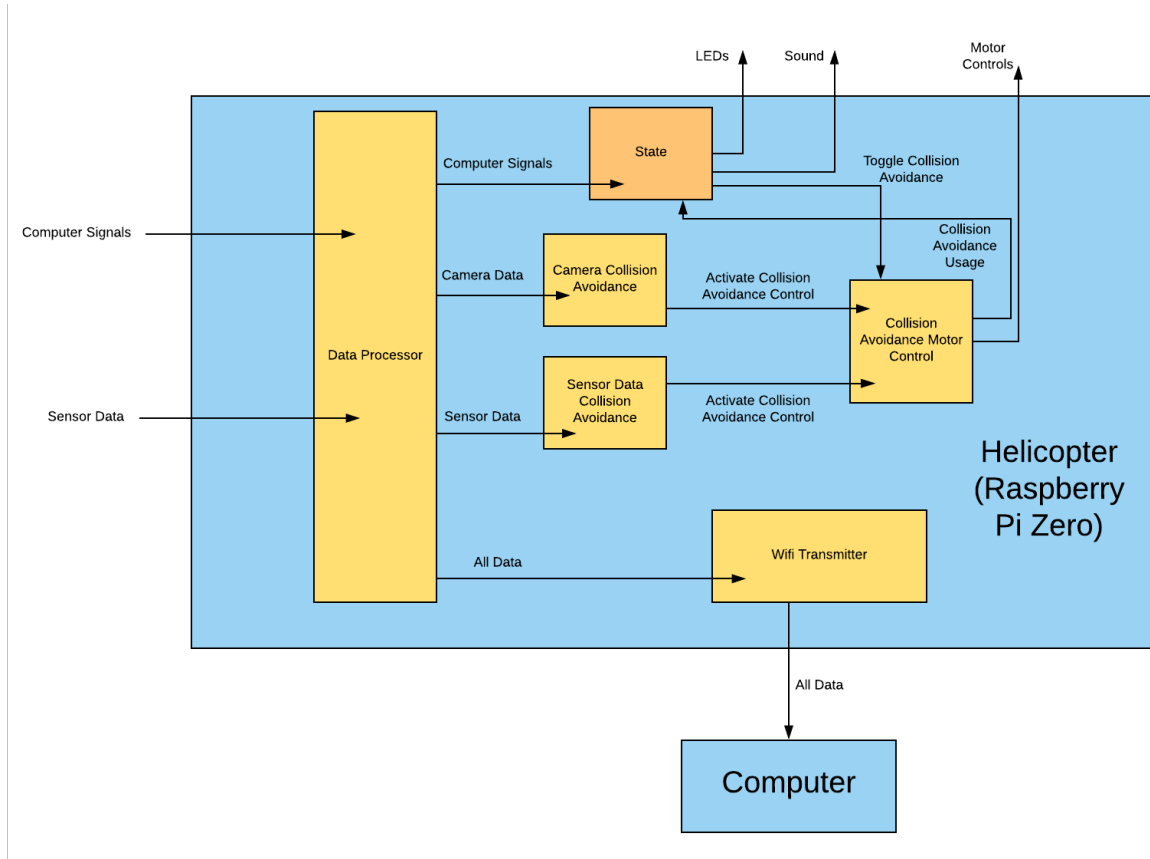 LEDs
Sound
Motor
Controls
State
Computer Signals
Toggle Collision
Avoidance
Computer Signals
Collision
Avoidance
Usage
Camera Data
Camera Collision
Avoidance
Activate Collision
Avoidance Control
Collision
Avoidance Motor
Control
Data Processor
Sensor Data
Sensor Data
Sensor Data
Collision
Avoidance
Activate Collision
Avoidance Control
Helicopter
(Raspberry
Pi Zero)
All Data
Wifi Transmitter
All Data
Computer